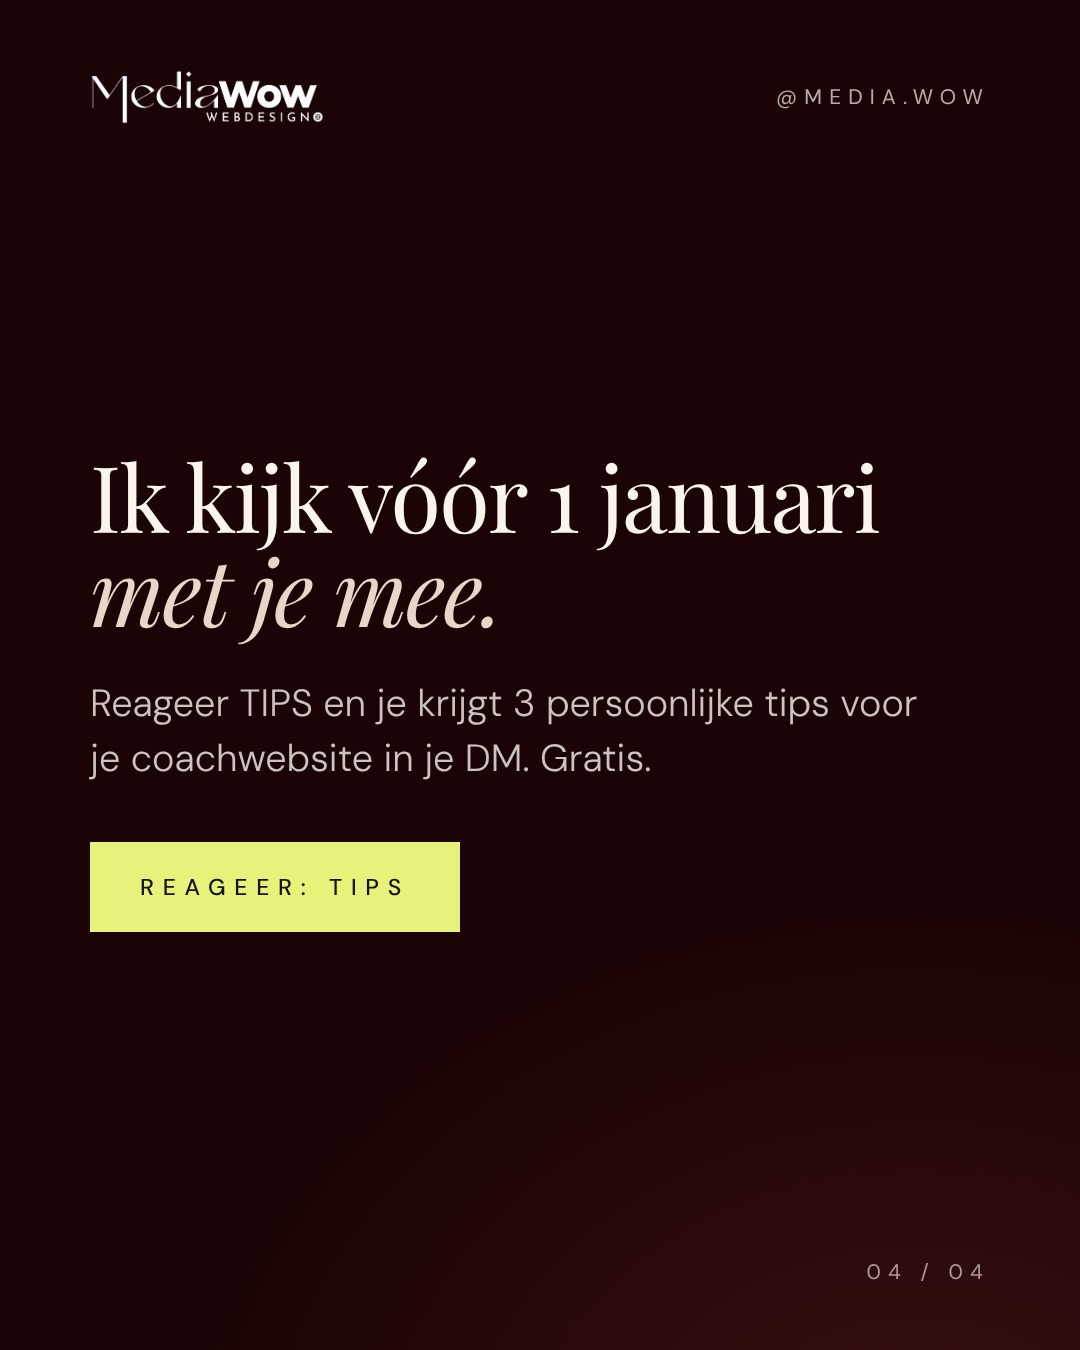 MediaWow
WEBDESIGN
@MEDIA.WOW
Ik kijk vóór 1 januari
met je mee.
Reageer TIPS en je krijgt 3 persoonlijke tips voor
je coachwebsite in je DM. Gratis.
REAGEER: TIPS
04 / 04